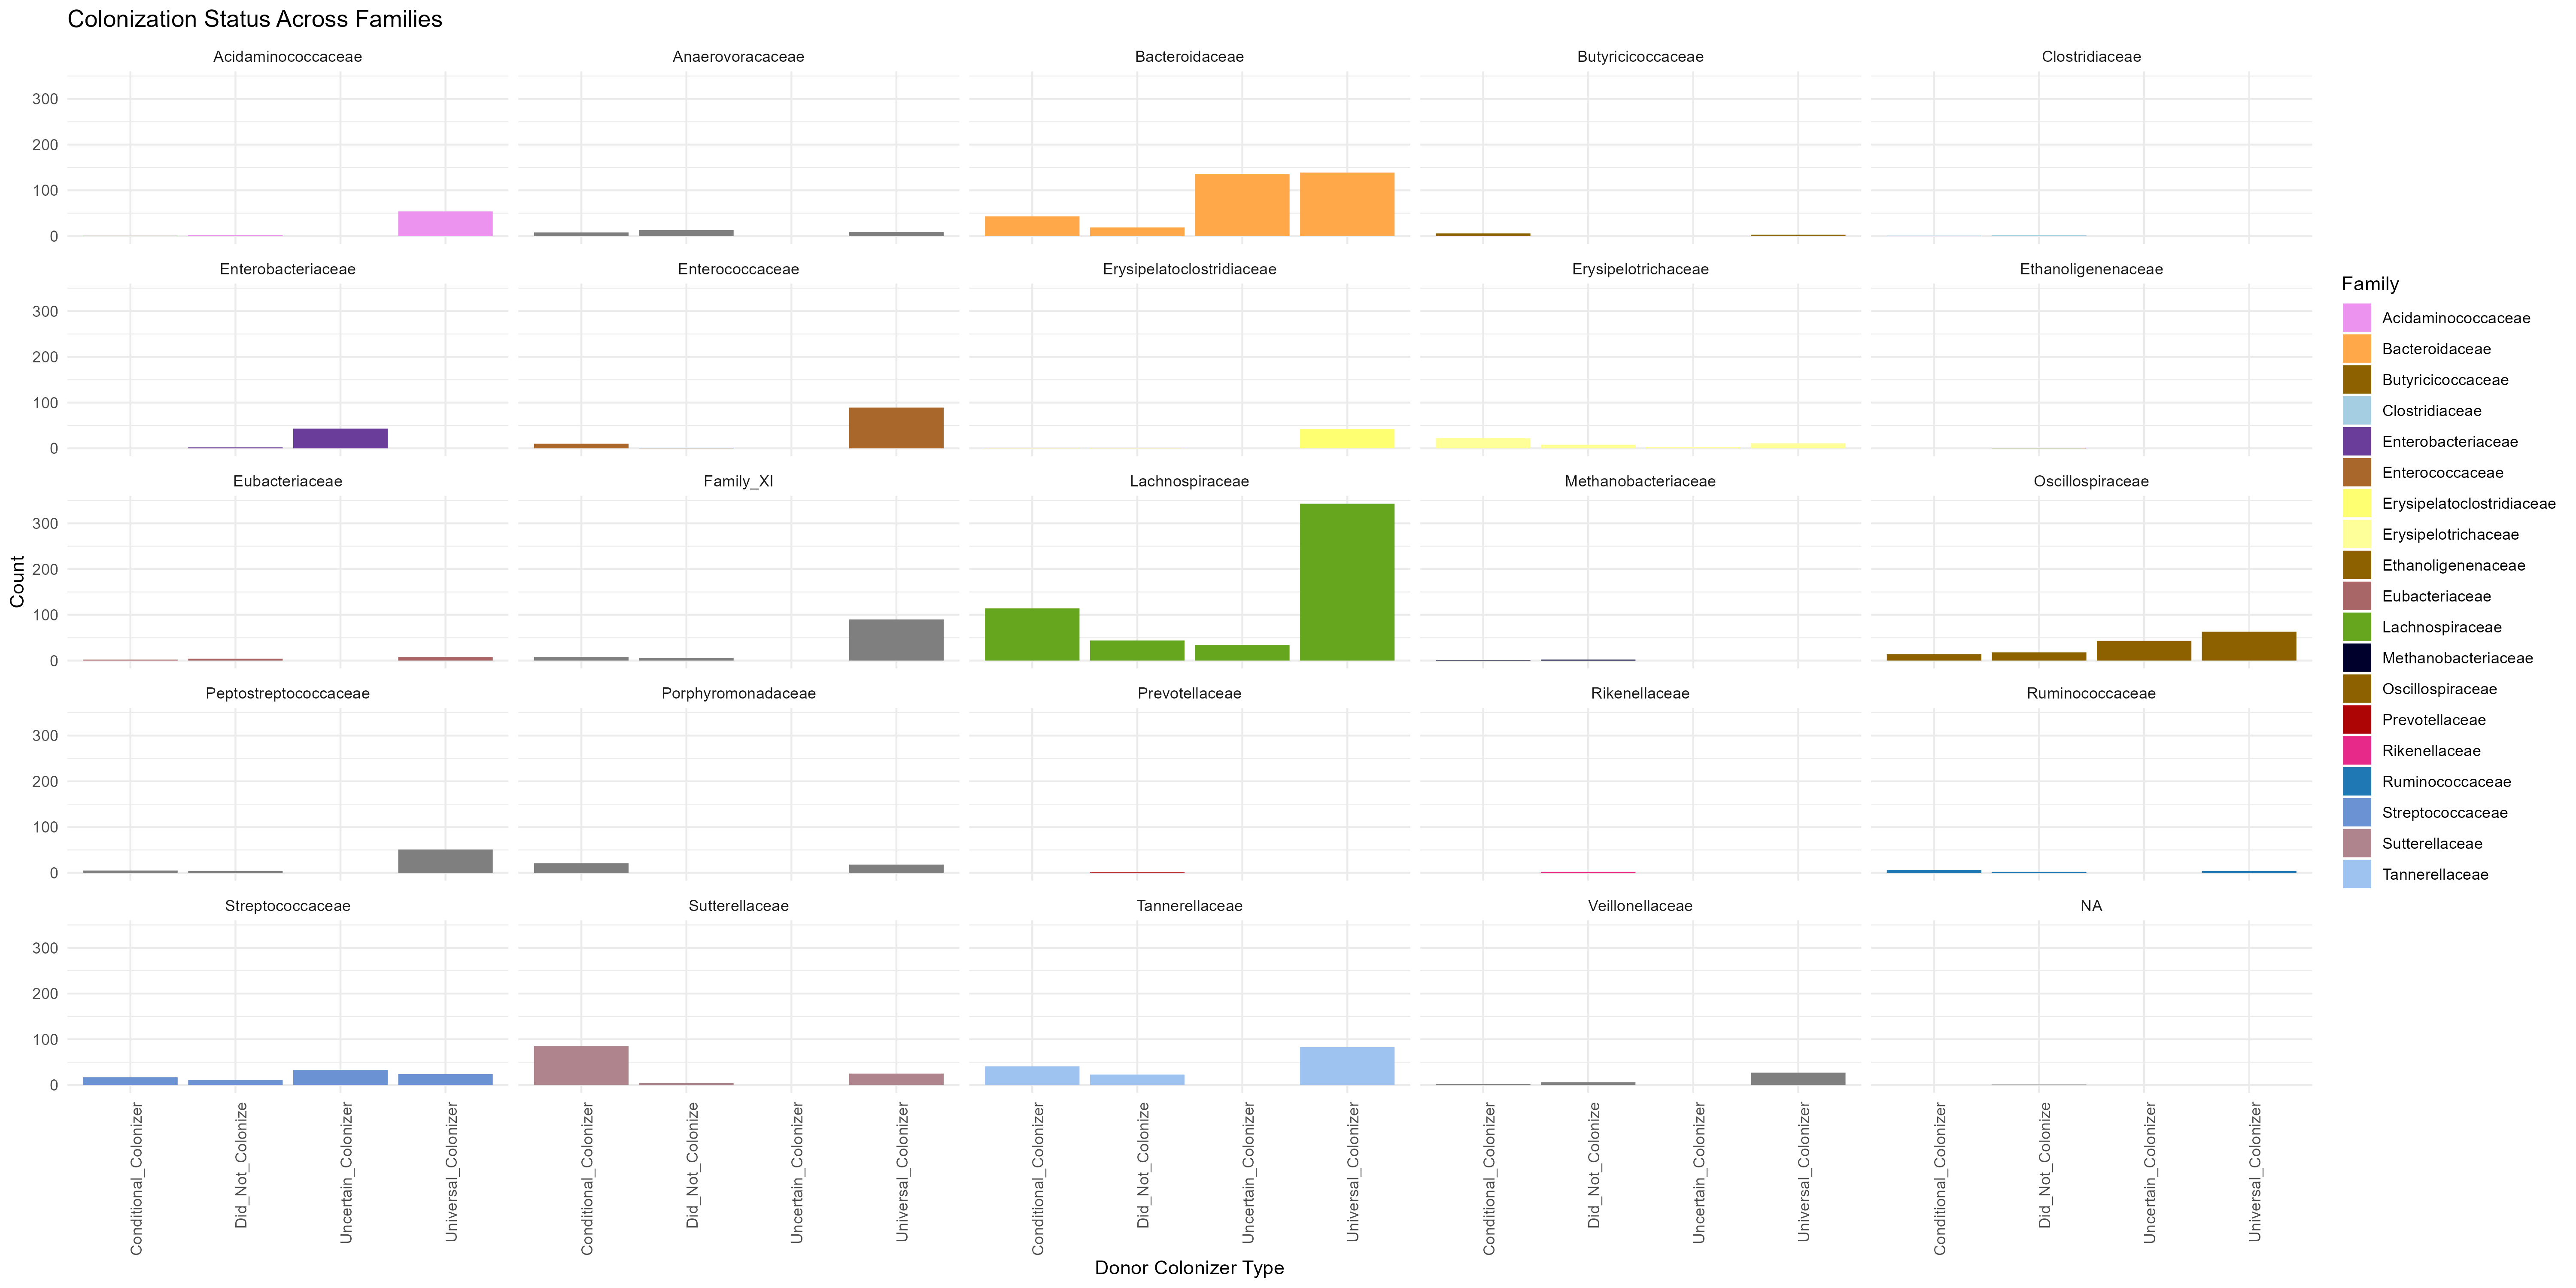 Colonization Status Across Families
Acidaminococcaceae Anaerovoracaceae Bacteroidaceae Butyricicoccaceae Clostridiaceae
300
200
100
0
Enterobacteriaceae Enterococcaceae Erysipelatoclostridiaceae Erysipelotrichaceae Ethanoligenenaceae
300
200
100
0
Eubacteriaceae Family_XI Lachnospiraceae Methanobacteriaceae Oscillospiraceae
300
200
100
0
Peptostreptococcaceae Porphyromonadaceae Prevotellaceae Rikenellaceae Ruminococcaceae
300
200
100
0
Streptococcaceae Sutterellaceae Tannerellaceae Veillonellaceae NA
300
200
100
0
Count
Conditional_Colonizer Did_Not_Colonize Uncertain_Colonizer Universal_Colonizer Conditional_Colonizer Did_Not_Colonize Uncertain_Colonizer Universal_Colonizer Conditional_Colonizer Did_Not_Colonize Uncertain_Colonizer Universal_Colonizer Conditional_Colonizer Did_Not_Colonize Uncertain_Colonizer Universal_Colonizer Conditional_Colonizer Did_Not_Colonize Uncertain_Colonizer Universal_Colonizer
Donor Colonizer Type
Family
Acidaminococcaceae
Bacteroidaceae
Butyricicoccaceae
Clostridiaceae
Enterobacteriaceae
Enterococcaceae
Erysipelatoclostridiaceae
Erysipelotrichaceae
Ethanoligenenaceae
Eubacteriaceae
Lachnospiraceae
Methanobacteriaceae
Oscillospiraceae
Prevotellaceae
Rikenellaceae
Ruminococcaceae
Streptococcaceae
Sutterellaceae
Tannerellaceae